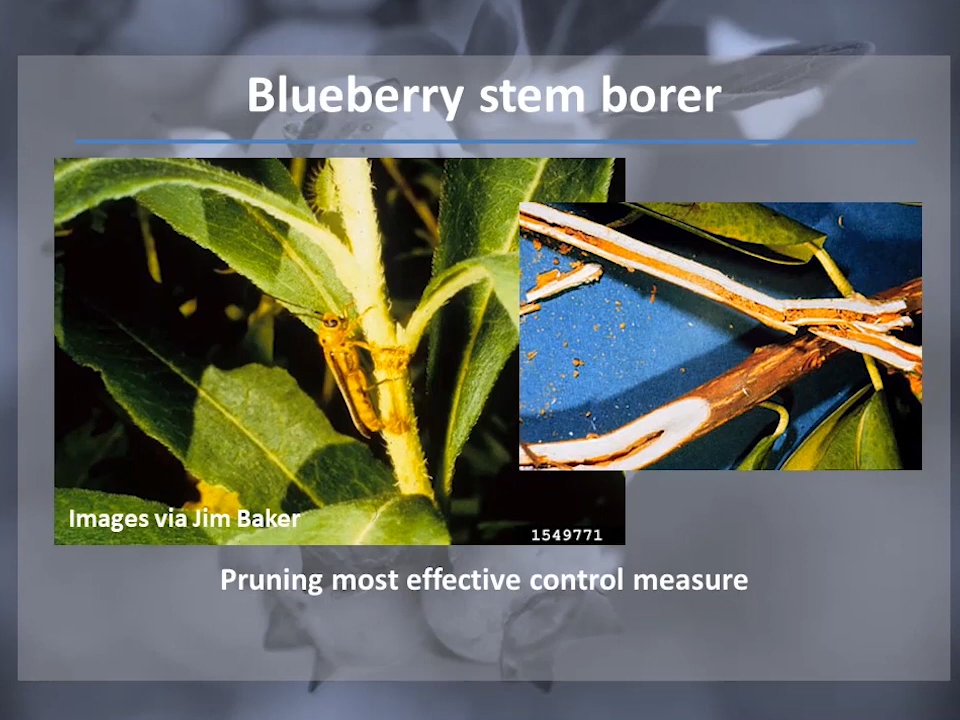 Blueberry stem borer
Images via Jim Baker
1549771
Pruning most effective control measure